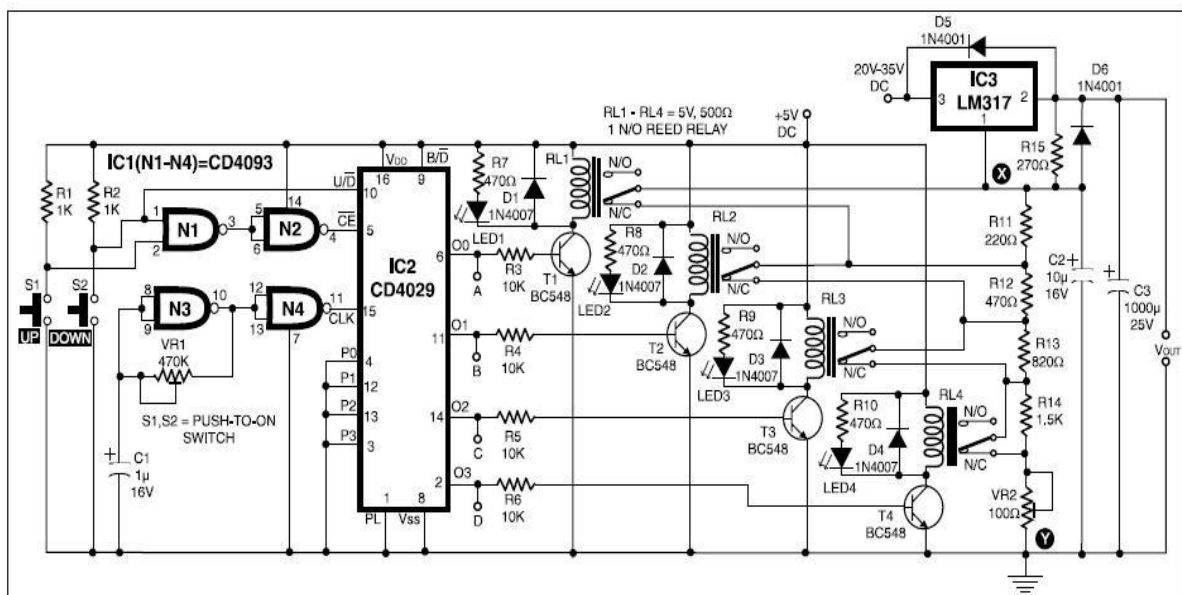 D5
1N4001
20V–35V
DC
3
IC3
LM317
2
1
D6
1N4001
RL1 - RL4 = 5V, 500Ω
1 N/O REED RELAY
+5V
DC
R15
270Ω
X
IC1(N1-N4)=CD4093
R1
1K
R2
1K
1
2
N1
3
5
6
N2
14
4
U/D̅
C̅E̅
VDD
B/D̅
16
9
10
5
IC2
CD4029
O0
6
A
R3
10K
R7
470Ω
LED1
D1
1N4007
RL1
N/O
N/C
T1
BC548
R8
470Ω
LED2
D2
1N4007
RL2
N/O
N/C
T2
BC548
R11
220Ω
R12
470Ω
C2
10µ
16V
C3
1000µ
25V
VOUT
S1
UP
S2
DOWN
8
9
N3
10
12
13
N4
11
CLK
15
7
VR1
470K
S1,S2 = PUSH-TO-ON
SWITCH
C1
1µ
16V
P0
4
P1
12
P2
13
P3
3
O1
11
B
R4
10K
R9
470Ω
LED3
D3
1N4007
RL3
N/O
N/C
T3
BC548
R13
820Ω
O2
14
C
R5
10K
R10
470Ω
LED4
D4
1N4007
RL4
N/O
N/C
R14
1.5K
O3
2
D
R6
10K
T4
BC548
VR2
100Ω
Y
1
8
PL
Vss